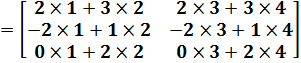 = [ 2 × 1 + 3 × 2    2 × 3 + 3 × 4
−2 × 1 + 1 × 2    −2 × 3 + 1 × 4
0 × 1 + 2 × 2    0 × 3 + 2 × 4 ]